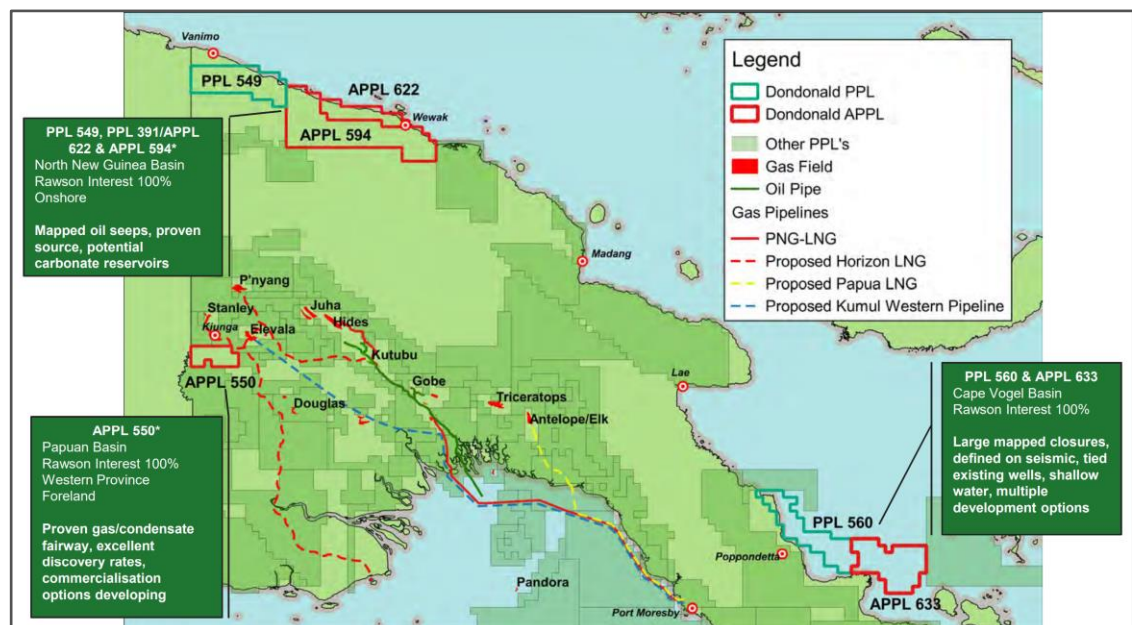 Vanimo
PPL 549
APPL 622
Wewak
APPL 594
Legend
Dondonald PPL
Dondonald APPL
Other PPL's
Gas Field
Oil Pipe
Gas Pipelines
PNG-LNG
Proposed Horizon LNG
Proposed Papua LNG
Proposed Kumul Western Pipeline
PPL 549, PPL 391/APPL
622 & APPL 594*
North New Guinea Basin
Rawson Interest 100%
Onshore
Mapped oil seeps, proven
source, potential
carbonate reservoirs
Madang
P'nyang
Stanley
Juha
Hides
Kiunga
Elevala
Kutubu
APPL 550
Gobe
Lae
Douglas
Triceratops
Antelope/Elk
PPL 560 & APPL 633
Cape Vogel Basin
Rawson Interest 100%
Large mapped closures,
defined on seismic, tied
existing wells, shallow
water, multiple
development options
APPL 550*
Papuan Basin
Rawson Interest 100%
Western Province
Foreland
Proven gas/condensate
fairway, excellent
discovery rates,
commercialisation
options developing
PPL 560
Poppondetta
Pandora
APPL 633
Port Moresby